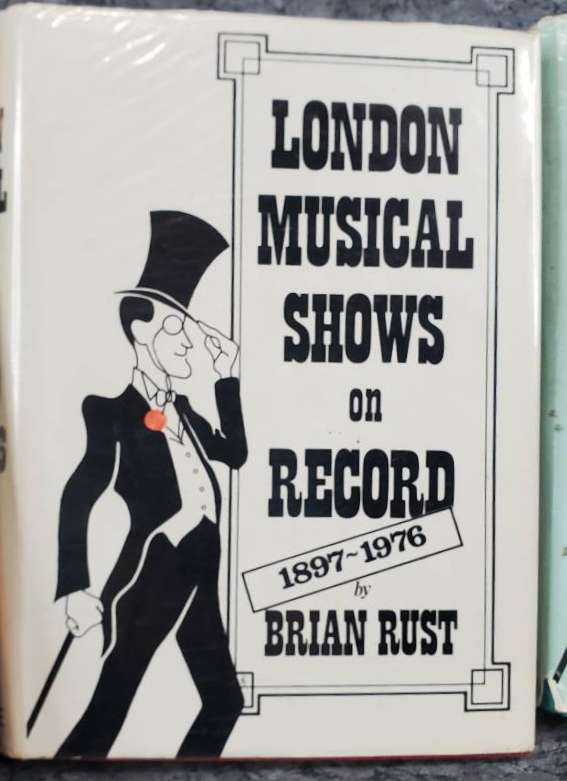 LONDON
MUSICAL
SHOWS
on
RECORD
1897~1976
by
BRIAN RUST